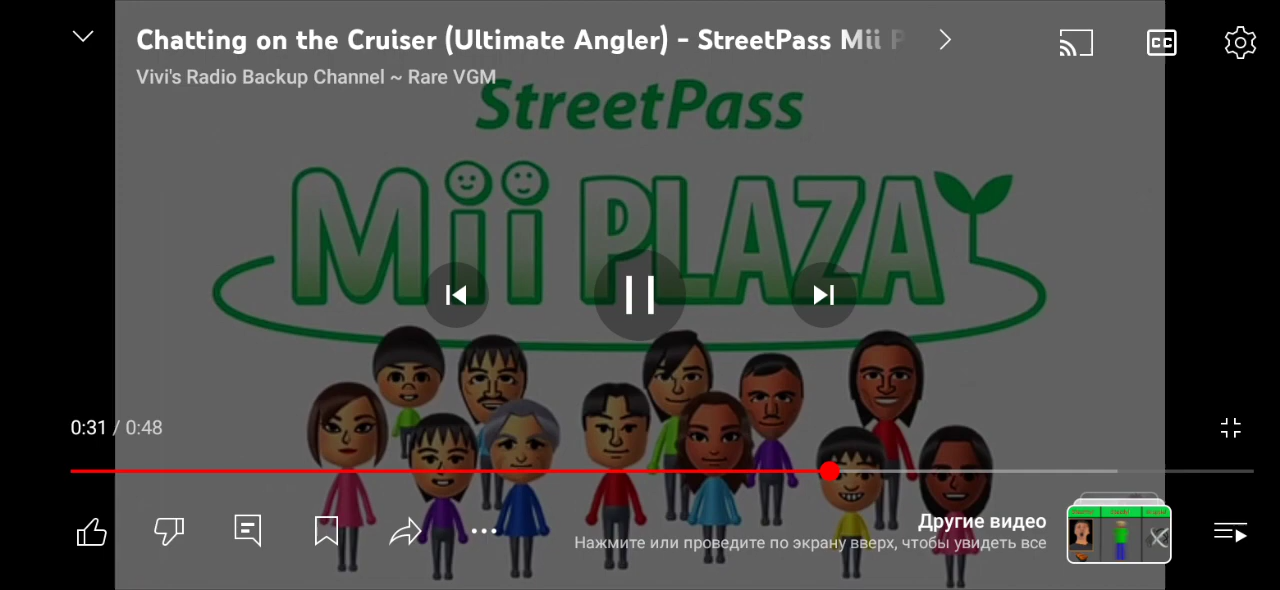 Chatting on the Cruiser (Ultimate Angler) - StreetPass Mii P
Vivi's Radio Backup Channel ~ Rare VGM
CC
StreetPass
Mii PLAZA
0:31 / 0:48
Другие видео
Нажмите или проведите по экрану вверх, чтобы увидеть все